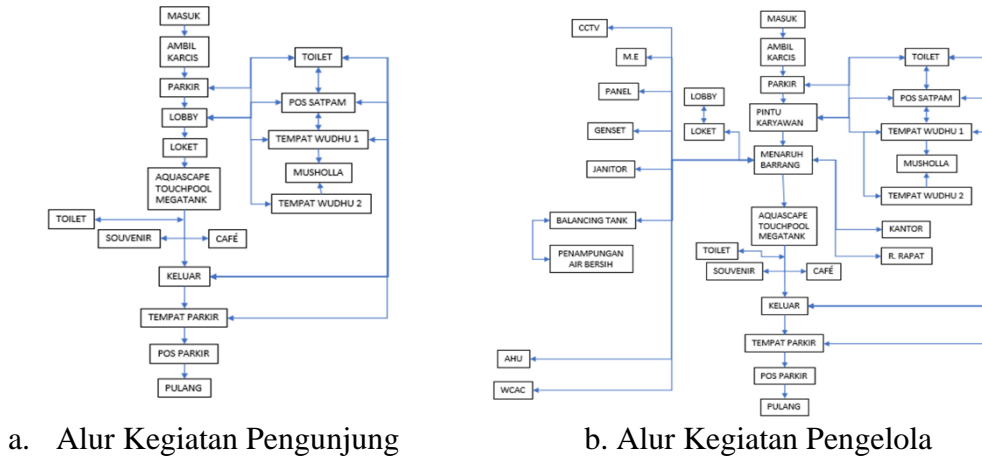 MASUK
AMBIL
KARCIS
PARKIR
LOBBY
LOKET
AQUASCAPE
TOUCHPOOL
MEGATANK
TOILET
SOUVENIR
CAFÉ
KELUAR
TEMPAT PARKIR
POS PARKIR
PULANG
TOILET
POS SATPAM
TEMPAT WUDHU 1
MUSHOLLA
TEMPAT WUDHU 2
a. Alur Kegiatan Pengunjung
CCTV
M.E
PANEL
GENSET
JANITOR
BALANCING TANK
PENAMPUNGAN
AIR BERSIH
AHU
WCAC
LOBBY
LOKET
MASUK
AMBIL
KARCIS
PARKIR
PINTU
KARYAWAN
MENARUH
BARRANG
AQUASCAPE
TOUCHPOOL
MEGATANK
TOILET
SOUVENIR
CAFÉ
KELUAR
TEMPAT PARKIR
POS PARKIR
PULANG
TOILET
POS SATPAM
TEMPAT WUDHU 1
MUSHOLLA
TEMPAT WUDHU 2
KANTOR
R. RAPAT
b. Alur Kegiatan Pengelola